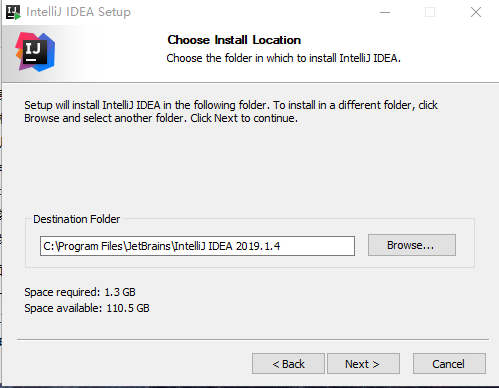 IntelliJ IDEA Setup
IJ
Choose Install Location
Choose the folder in which to install IntelliJ IDEA.
Setup will install IntelliJ IDEA in the following folder. To install in a different folder, click
Browse and select another folder. Click Next to continue.
Destination Folder
C:\Program Files\JetBrains\IntelliJ IDEA 2019.1.4
Browse...
Space required: 1.3 GB
Space available: 110.5 GB
< Back
Next >
Cancel